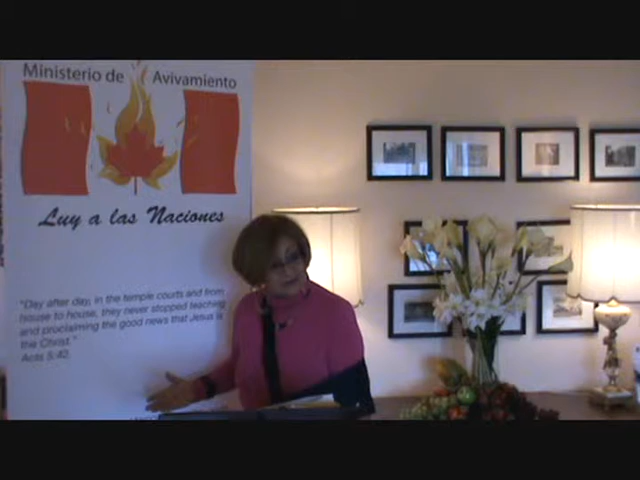 Ministerio de Avivamiento
Luy a las Naciones
"Day after day, in the temple courts and from
house to house, they never stopped teaching
and proclaiming the good news that Jesus is
the Christ."
Acts 5:42